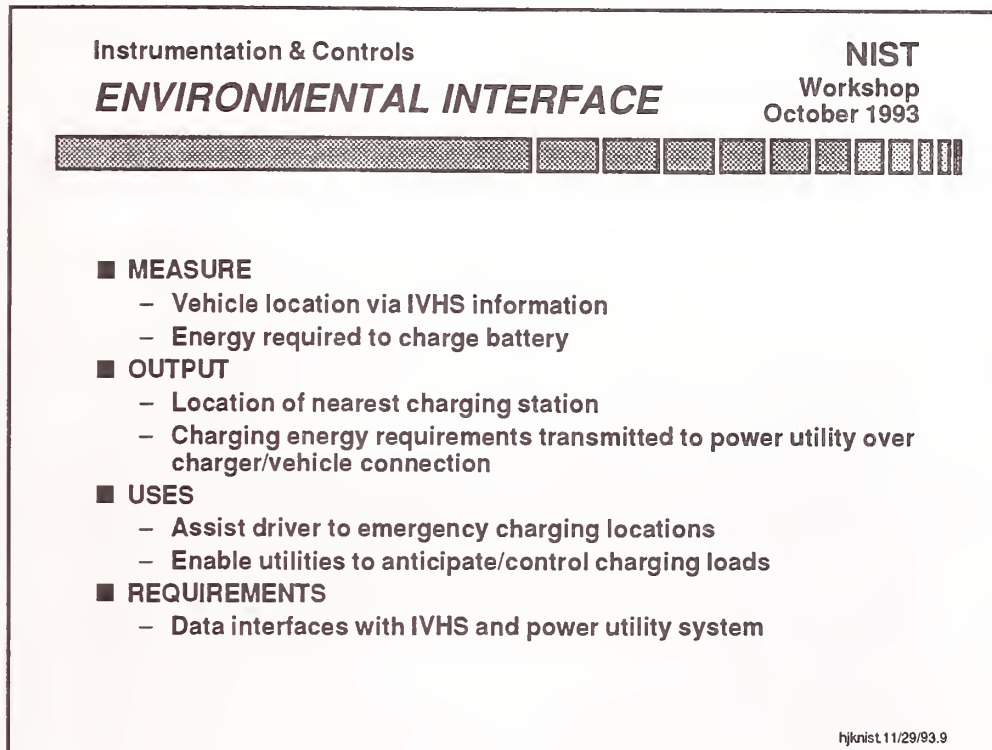 Instrumentation & Controls
ENVIRONMENTAL INTERFACE
NIST
Workshop
October 1993
■ MEASURE
– Vehicle location via IVHS information
– Energy required to charge battery
■ OUTPUT
– Location of nearest charging station
– Charging energy requirements transmitted to power utility over
charger/vehicle connection
■ USES
– Assist driver to emergency charging locations
– Enable utilities to anticipate/control charging loads
■ REQUIREMENTS
– Data interfaces with IVHS and power utility system
hjknist.11/29/93.9